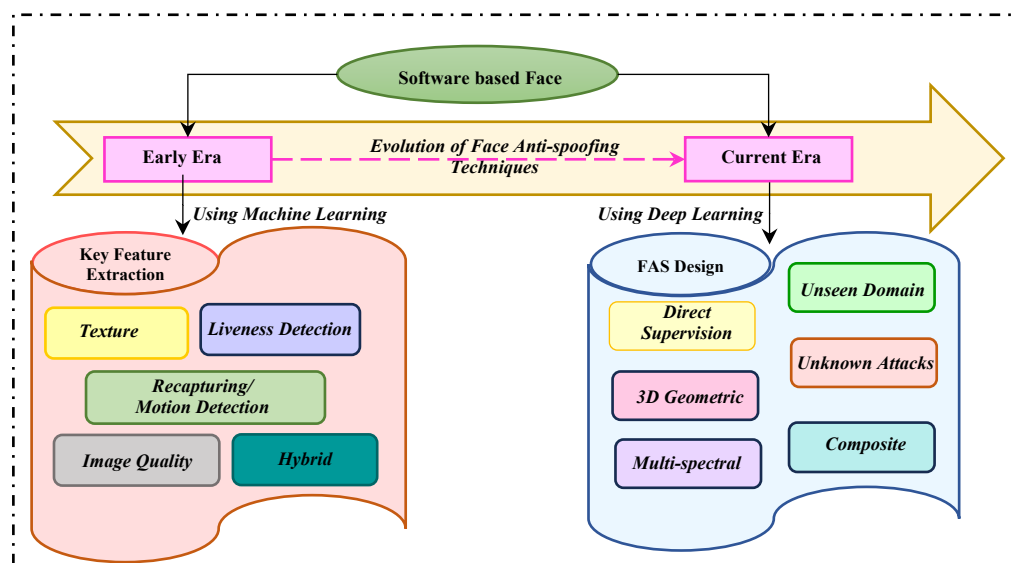 Software based Face
Early Era
Evolution of Face Anti-spoofing
Techniques
Current Era
Using Machine Learning
Using Deep Learning
Key Feature
Extraction
Texture
Liveness Detection
Recapturing/
Motion Detection
Image Quality
Hybrid
FAS Design
Direct
Supervision
3D Geometric
Multi-spectral
Unseen Domain
Unknown Attacks
Composite